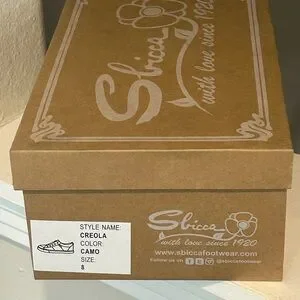 Sbicca
with love since 1920
STYLE NAME:
CREOLA
COLOR:
CAMO
SIZE:
8
Sbicca
with love since 1920
www.sbiccafootwear.com
Follow us on @sbiccafootwear